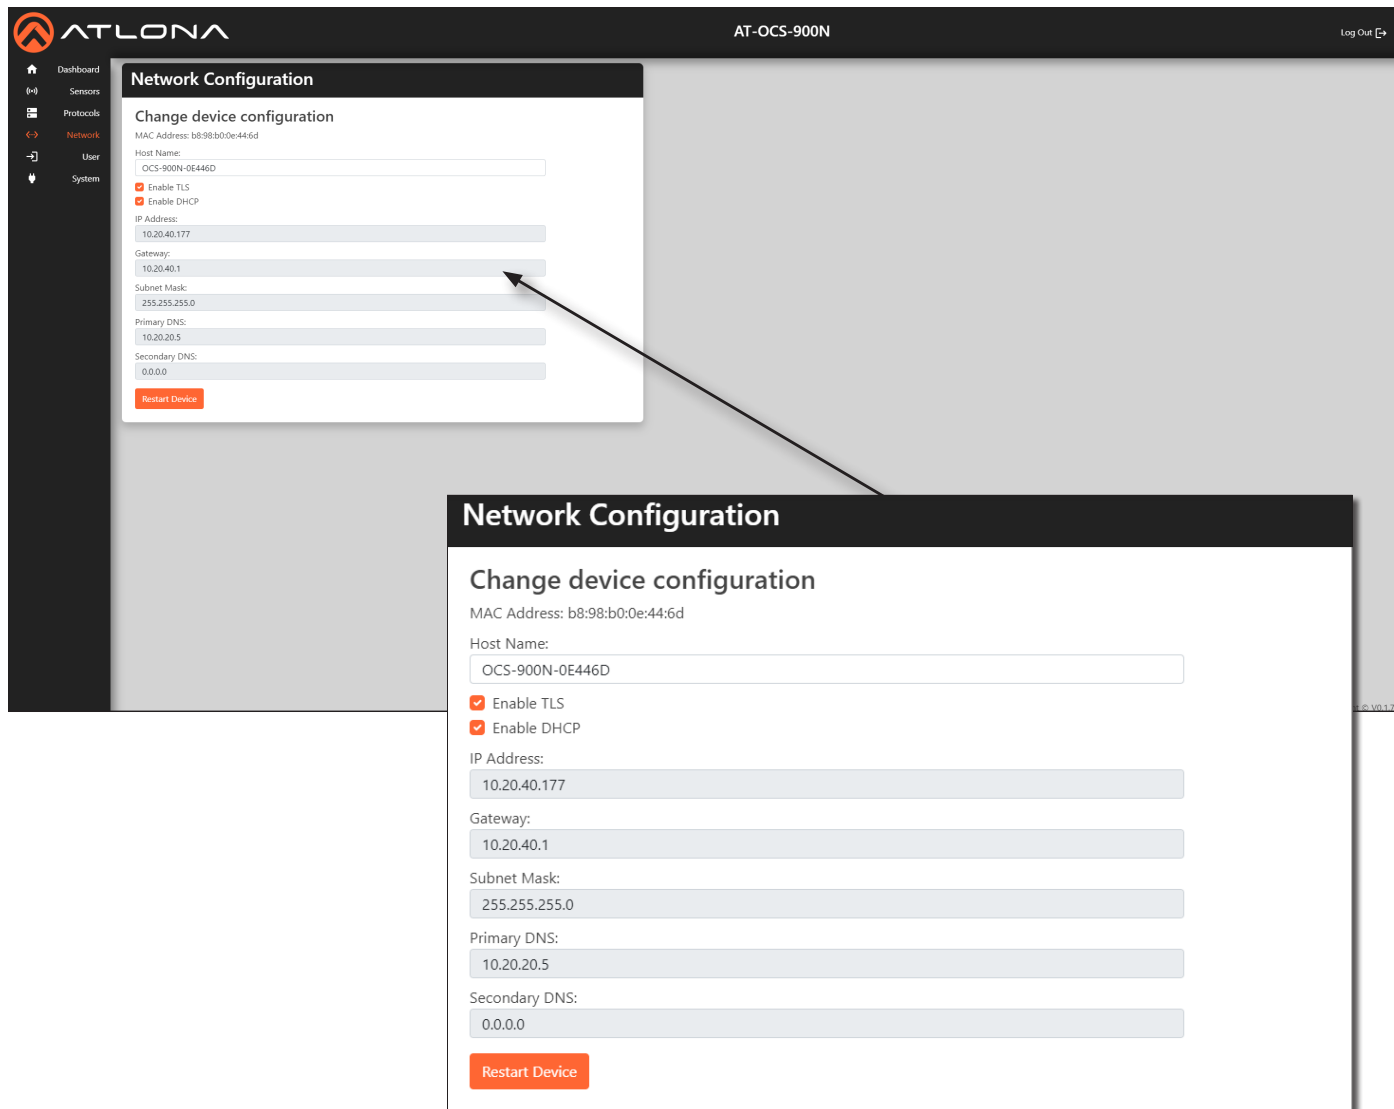 ATLONA
AT-OCS-900N
Log Out
Dashboard
Sensors
Protocols
Network
User
System
Network Configuration
Change device configuration
MAC Address: b8:98:b0:0e:44:6d
Host Name:
OCS-900N-0E446D
Enable TLS
Enable DHCP
IP Address:
10.20.40.177
Gateway:
10.20.40.1
Subnet Mask:
255.255.255.0
Primary DNS:
10.20.20.5
Secondary DNS:
0.0.0.0
Restart Device
Network Configuration
Change device configuration
MAC Address: b8:98:b0:0e:44:6d
Host Name:
OCS-900N-0E446D
Enable TLS
Enable DHCP
IP Address:
10.20.40.177
Gateway:
10.20.40.1
Subnet Mask:
255.255.255.0
Primary DNS:
10.20.20.5
Secondary DNS:
0.0.0.0
Restart Device
© V0.1.7